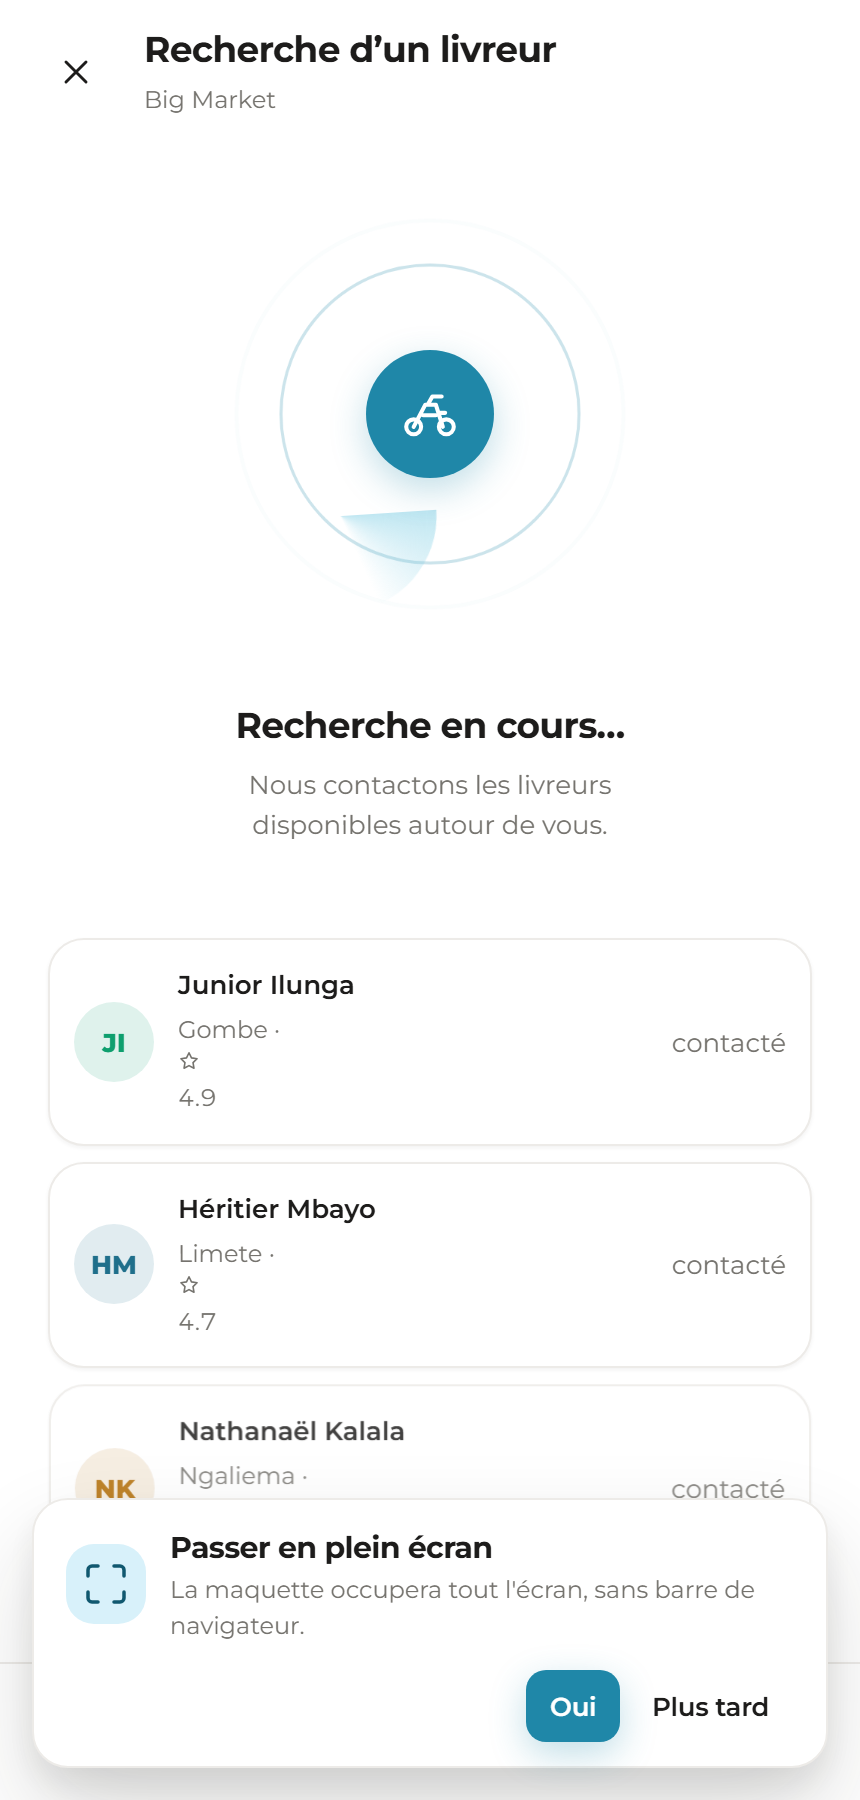 Recherche d’un livreur
Big Market
Recherche en cours...
Nous contactons les livreurs
disponibles autour de vous.
Junior Ilunga
JI
Gombe ·
contacté
4.9
Héritier Mbayo
HM
Limete ·
contacté
4.7
Nathanaël Kalala
NK
Ngaliema ·
contacté
Passer en plein écran
La maquette occupera tout l'écran, sans barre de
navigateur.
Oui
Plus tard